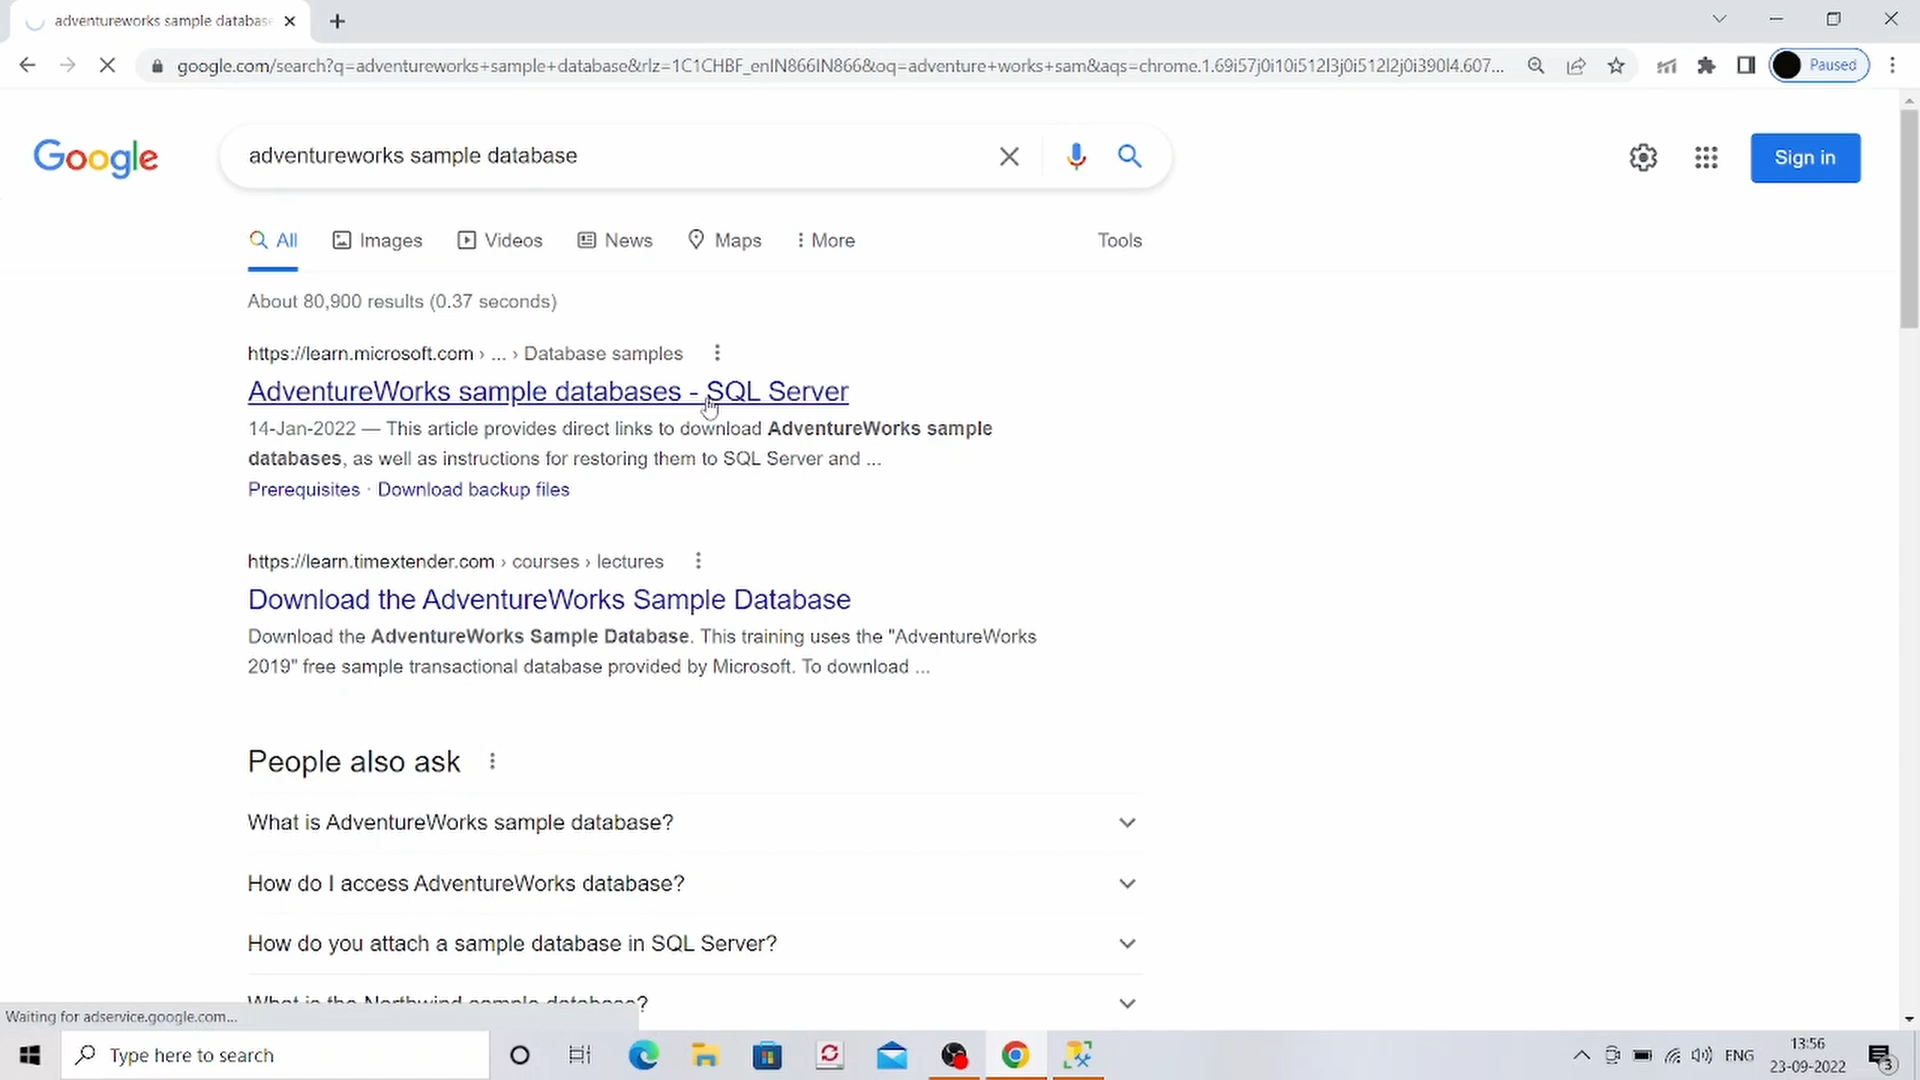 adventureworks sample databas
google.com/search?q=adventureworks+sample+database&rlz=1C1CHBF_enIN866IN866&oq=adventure+works+sam&aqs=chrome.1.69i57j0i10i512l3j0i512l2j0i390l4.607...
Paused
Google
adventureworks sample database
Sign in
All Images Videos News Maps More Tools
About 80,900 results (0.37 seconds)
https://learn.microsoft.com › ... › Database samples
AdventureWorks sample databases - SQL Server
14-Jan-2022 — This article provides direct links to download AdventureWorks sample
databases, as well as instructions for restoring them to SQL Server and ...
Prerequisites · Download backup files
https://learn.timextender.com › courses › lectures
Download the AdventureWorks Sample Database
Download the AdventureWorks Sample Database. This training uses the "AdventureWorks
2019" free sample transactional database provided by Microsoft. To download ...
People also ask
What is AdventureWorks sample database?
How do I access AdventureWorks database?
How do you attach a sample database in SQL Server?
What is the Northwind sample database?
Waiting for adservice.google.com...
Type here to search
ENG
13:56
23-09-2022
3